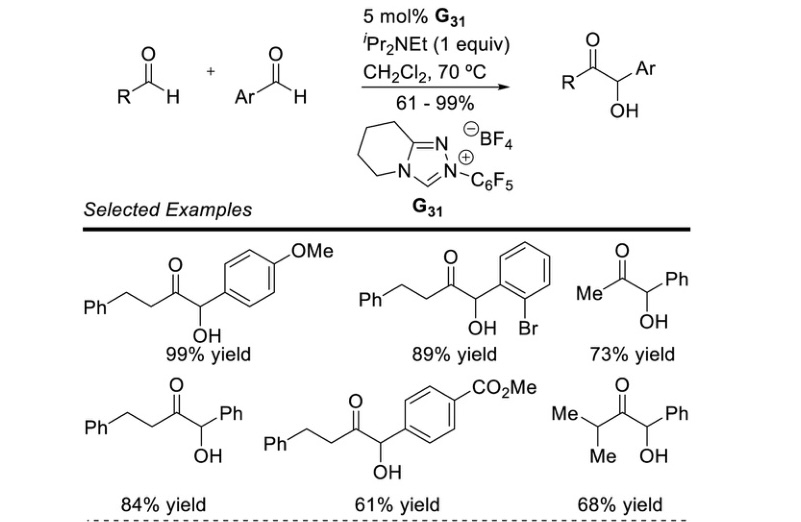 5 mol% G31
iPr2NEt (1 equiv)
CH2Cl2, 70 ºC
61 - 99%
O
R H
+
O
Ar H
O
R Ar
OH
N
N N
⊕
C6F5
⊖BF4
G31
Selected Examples
O
Ph
OH
OMe
99% yield
O
Ph
OH Br
89% yield
O
Me Ph
OH
73% yield
O
Ph Ph
OH
84% yield
O
Ph
OH
CO2Me
61% yield
O
Me Ph
Me OH
68% yield